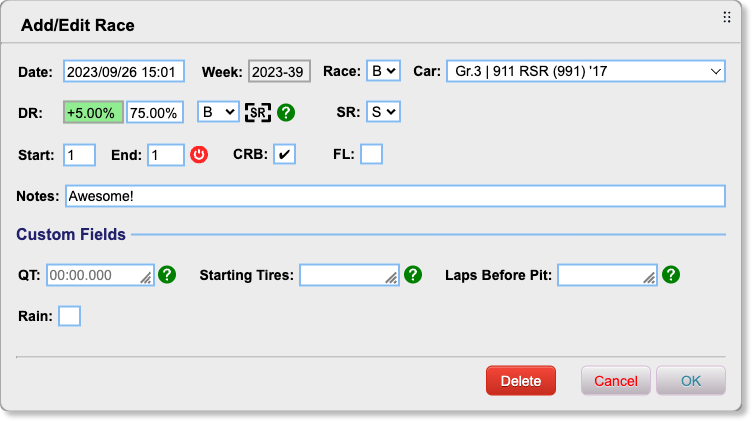 Add/Edit Race
Date: 2023/09/26 15:01 Week: 2023-39 Race: B Car: Gr.3 | 911 RSR (991) '17
DR: +5.00% 75.00% B SR ? SR: S
Start: 1 End: 1 CRB: ✔ FL:
Notes: Awesome!
Custom Fields
QT: 00:00.000 ? Starting Tires: ? Laps Before Pit: ?
Rain:
Delete Cancel OK